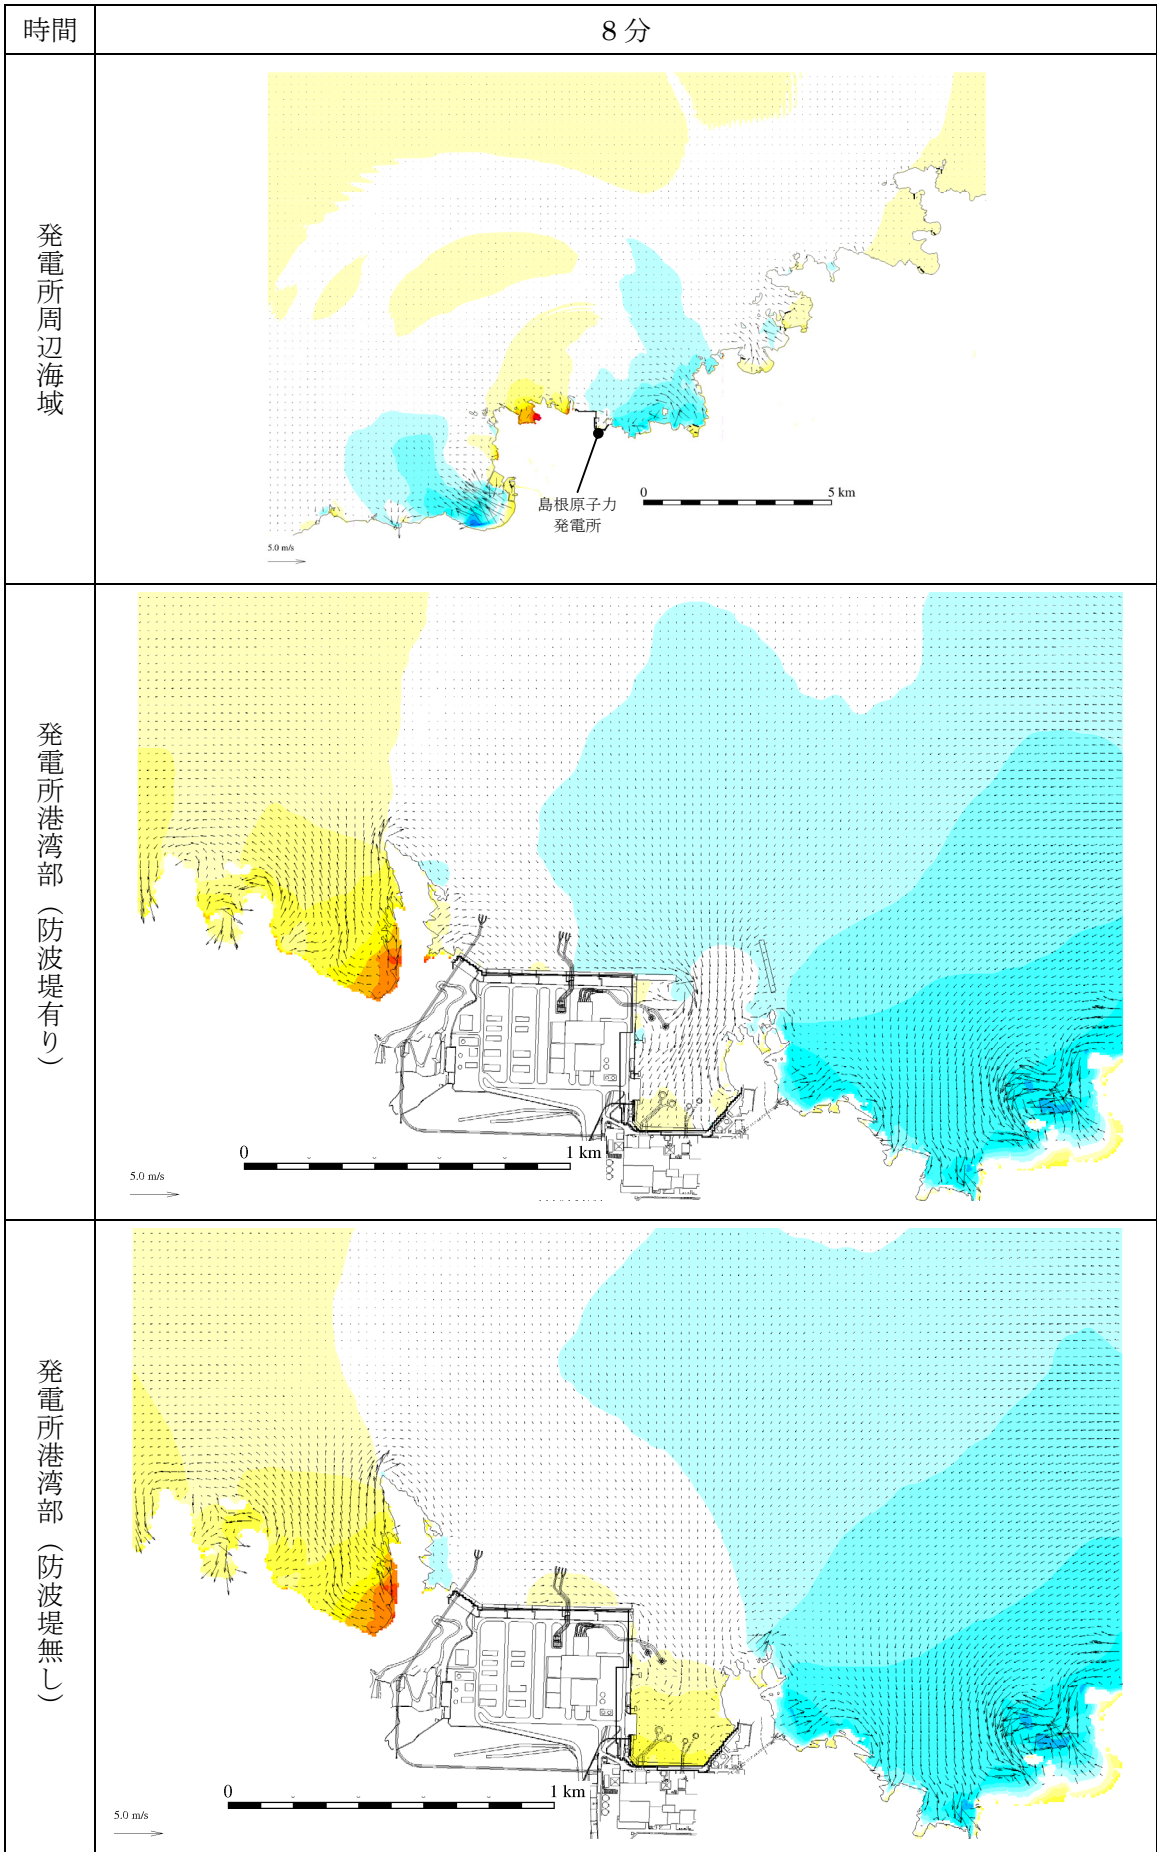 時間
8 分
発電所周辺海域
島根原子力
発電所
0
5 km
5.0 m/s
発電所港湾部（防波堤有り）
0
1 km
5.0 m/s
発電所港湾部（防波堤無し）
0
1 km
5.0 m/s